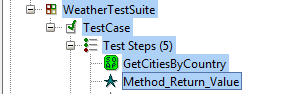 WeatherTestSuite
TestCase
Test Steps (5)
GetCitiesByCountry
Method_Return_Value